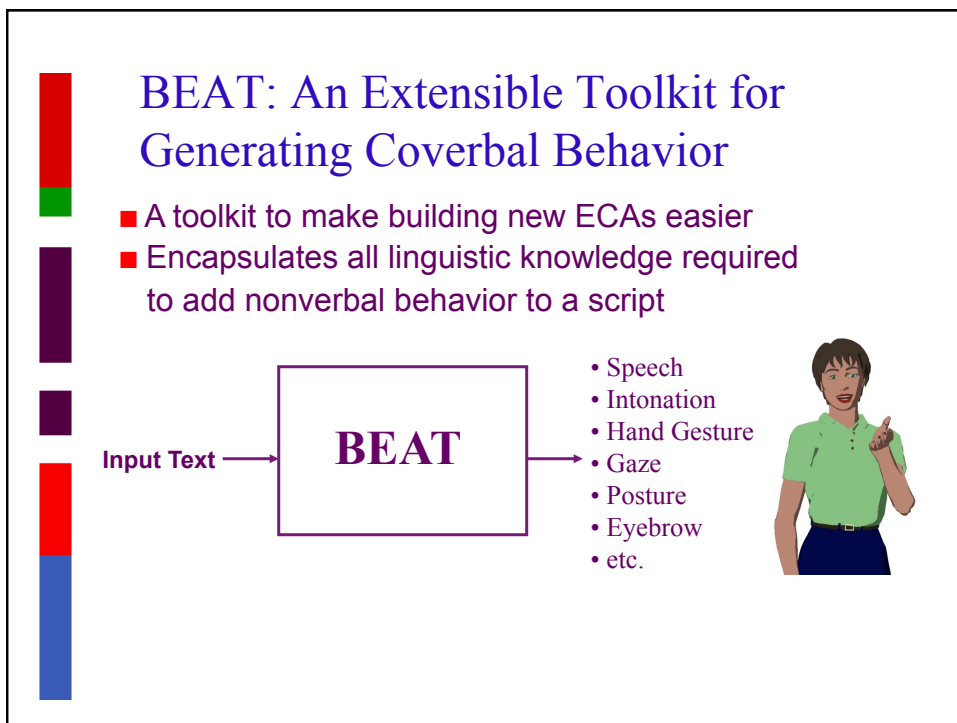 BEAT: An Extensible Toolkit for
Generating Coverbal Behavior
■ A toolkit to make building new ECAs easier
■ Encapsulates all linguistic knowledge required
to add nonverbal behavior to a script
Input Text
BEAT
• Speech
• Intonation
• Hand Gesture
• Gaze
• Posture
• Eyebrow
• etc.